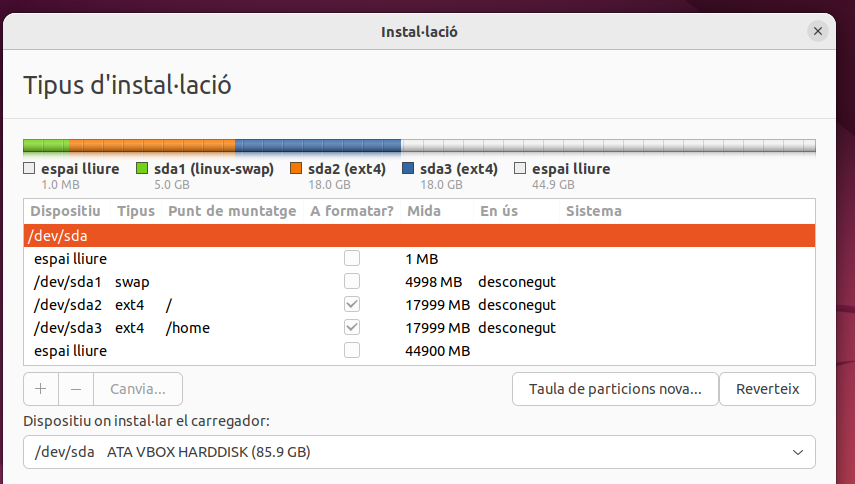 Instal·lació
Tipus d'instal·lació
espai lliure sda1 (linux-swap) sda2 (ext4) sda3 (ext4) espai lliure
1.0 MB 5.0 GB 18.0 GB 18.0 GB 44.9 GB
Dispositiu Tipus Punt de muntatge A formatar? Mida En ús Sistema
/dev/sda
espai lliure 1 MB
/dev/sda1 swap 4998 MB desconegut
/dev/sda2 ext4 / 17999 MB desconegut
/dev/sda3 ext4 /home 17999 MB desconegut
espai lliure 44900 MB
+ − Canvia... Taula de particions nova... Reverteix
Dispositiu on instal·lar el carregador:
/dev/sda ATA VBOX HARDDISK (85.9 GB)